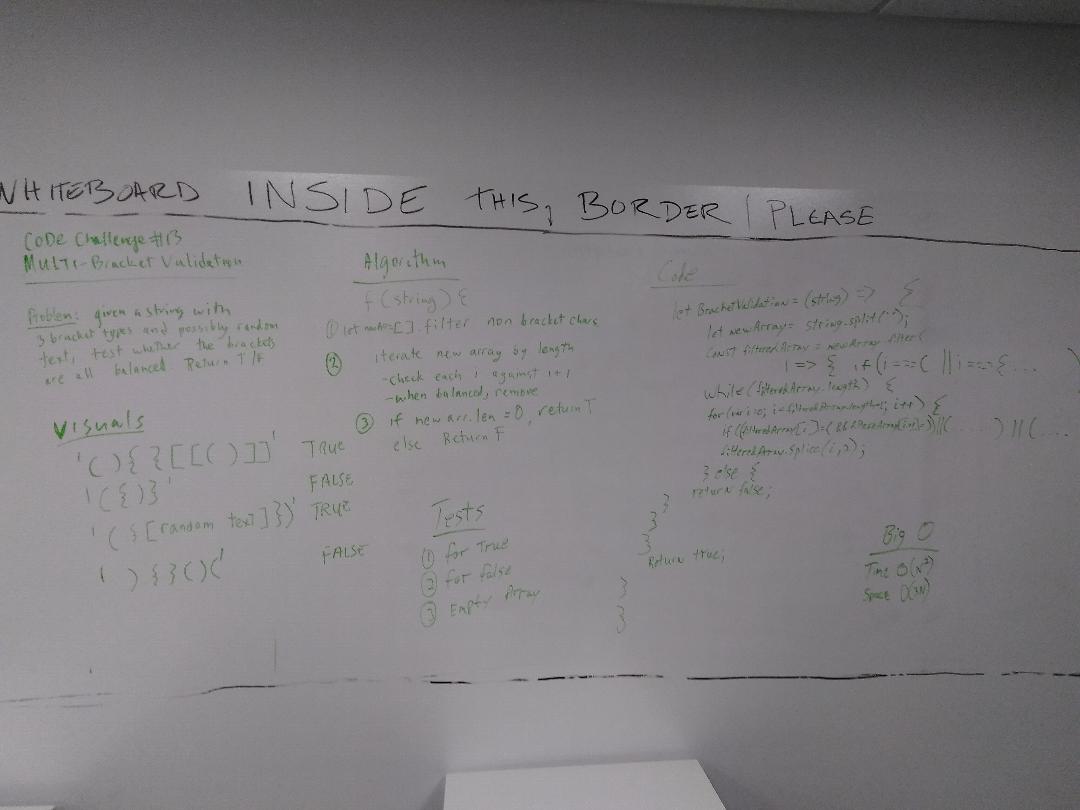 WHITEBOARD INSIDE THIS, BORDER | PLEASE
CODE Challenge #13
MULTI-Bracket Validation
Problem: given a string with
3 bracket types and possibly random
text, test whether the brackets
are all balanced. Return T/F
VISUALS
'(){{[[()]]' TRUE
'({)}' FALSE
'({[random text]})' TRUE
')}{}()(' FALSE
Algorithm
f(string) {
① let newArr=[].filter non bracket chars
② iterate new array by length
-check each i against i+1
-when balanced, remove
③ if new arr.len = 0, return T
else Return F
Tests
① for True
② for false
③ Empty Array
Code
let BracketValidation = (string) => {
let newArray = string.split('');
const filteredArray = newArray.filter(
i => { if(i===( || i==={...
while(filteredArray.length) {
for(var i=0; i<filteredArray.length; i++) {
if((filteredArray[i]=( && filteredArray[i+1]=))||(....) || (...
filteredArray.splice(i,2);
} else {
return false;
}
}
}
Return true;
}
}
Big O
Time O(N²)
Space O(3N)